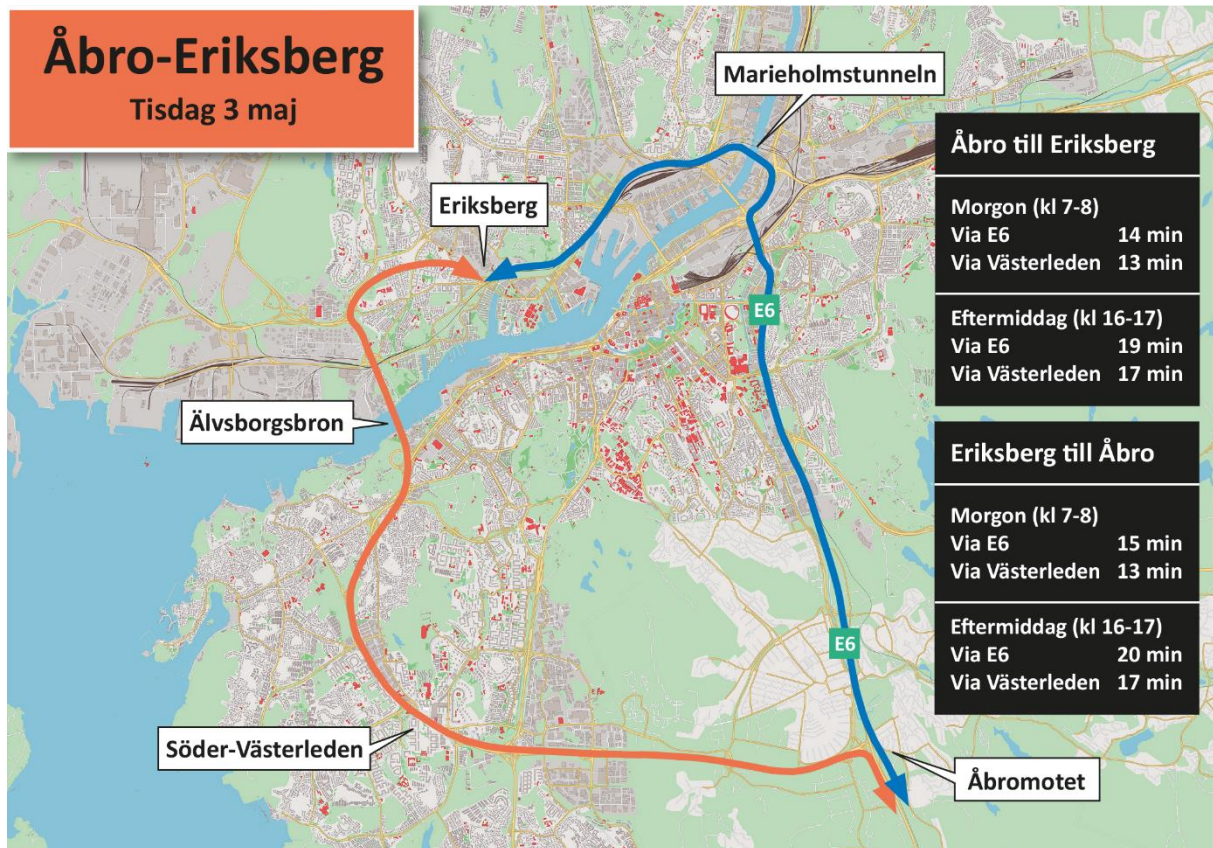 Åbro-Eriksberg
Tisdag 3 maj
Marieholmstunneln
Eriksberg
E6
Älvsborgsbron
E6
Söder-Västerleden
Åbromotet
Åbro till Eriksberg
Morgon (kl 7-8)
Via E6 14 min
Via Västerleden 13 min
Eftermiddag (kl 16-17)
Via E6 19 min
Via Västerleden 17 min
Eriksberg till Åbro
Morgon (kl 7-8)
Via E6 15 min
Via Västerleden 13 min
Eftermiddag (kl 16-17)
Via E6 20 min
Via Västerleden 17 min